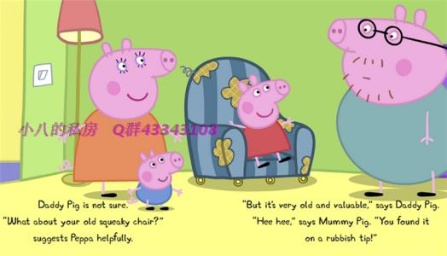 小八的私房 Q群43343108
Daddy Pig is not sure.
"What about your old squeaky chair?"
suggests Peppa helpfully.
"But it's very old and valuable," says Daddy Pig.
"Hee hee," says Mummy Pig. "You found it
on a rubbish tip!"